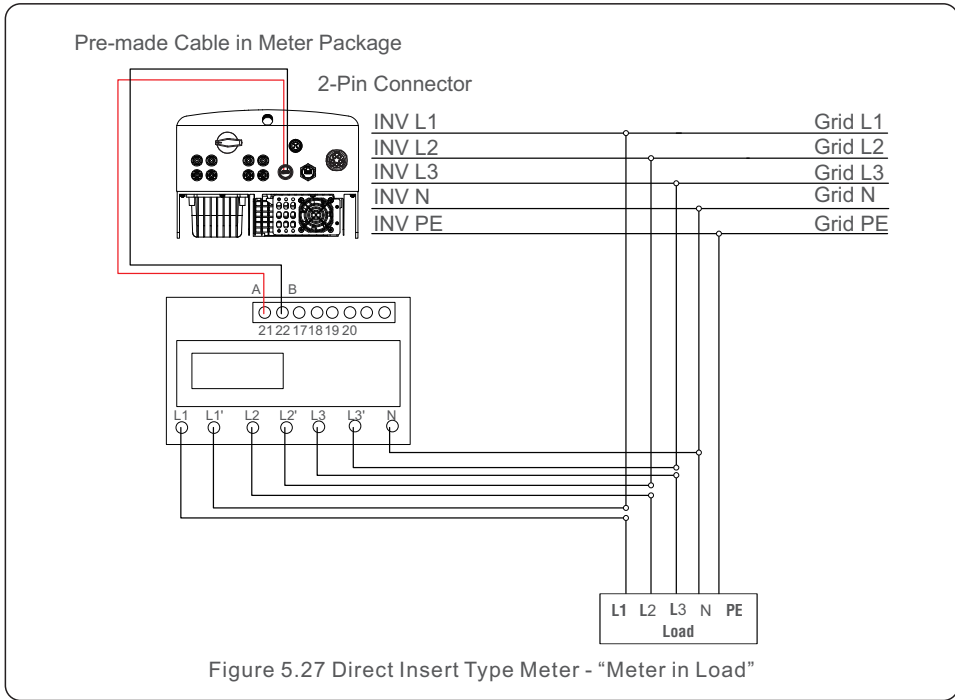 Pre-made Cable in Meter Package
2-Pin Connector
INV L1 Grid L1
INV L2 Grid L2
INV L3 Grid L3
INV N Grid N
INV PE Grid PE
A B
21 22 17 18 19 20
L1 L1' L2 L2' L3 L3' N
L1 L2 L3 N PE
Load
Figure 5.27 Direct Insert Type Meter - “Meter in Load”